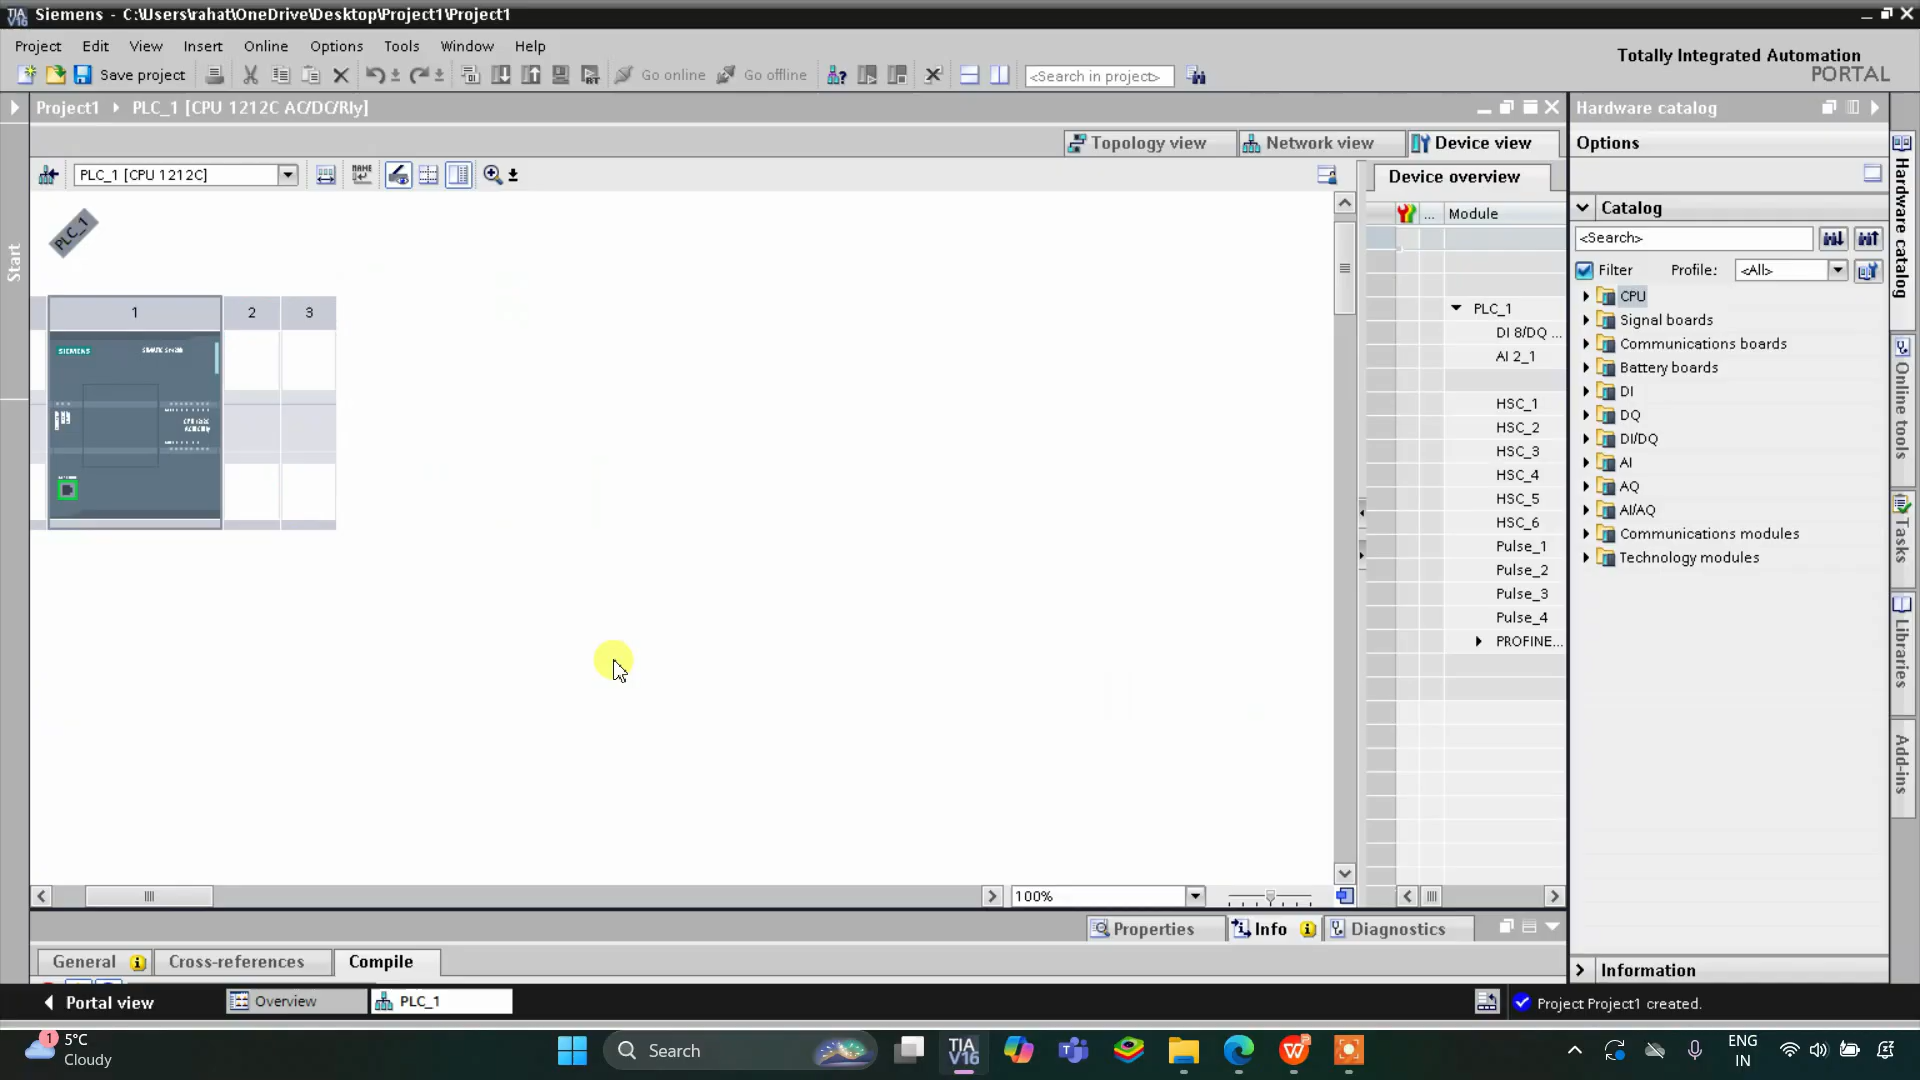 Siemens - C:\Users\rahat\OneDrive\Desktop\Project1\Project1
Project Edit View Insert Online Options Tools Window Help
Totally Integrated Automation
PORTAL
Save project
Go online
Go offline
<Search in project>
Project1 PLC_1 [CPU 1212C AC/DC/Rly]
Hardware catalog
Topology view
Network view
Device view
Options
PLC_1 [CPU 1212C]
NAME
Device overview
... Module
Catalog
<Search>
Filter Profile: <All>
PLC_1
1 2 3
SIEMENS
PLC_1
DI 8/DQ ...
AI 2_1
HSC_1
HSC_2
HSC_3
HSC_4
HSC_5
HSC_6
Pulse_1
Pulse_2
Pulse_3
Pulse_4
PROFINE...
CPU
Signal boards
Communications boards
Battery boards
DI
DQ
DI/DQ
AI
AQ
AI/AQ
Communications modules
Technology modules
Start
Hardware catalog
Online tools
Tasks
Libraries
Add-ins
100%
Properties
Info
Diagnostics
General
Cross-references
Compile
Information
Portal view
Overview
PLC_1
Project Project1 created.
1
5°C
Cloudy
Search
TIA
V16
ENG
IN